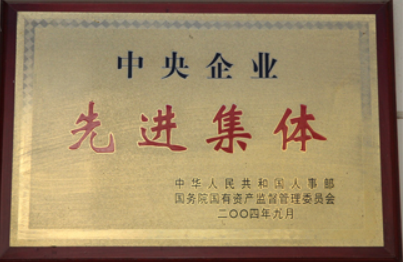 中央企业
先进集体
中华人民共和国人事部
国务院国有资产监督管理委员会
二〇〇四年九月